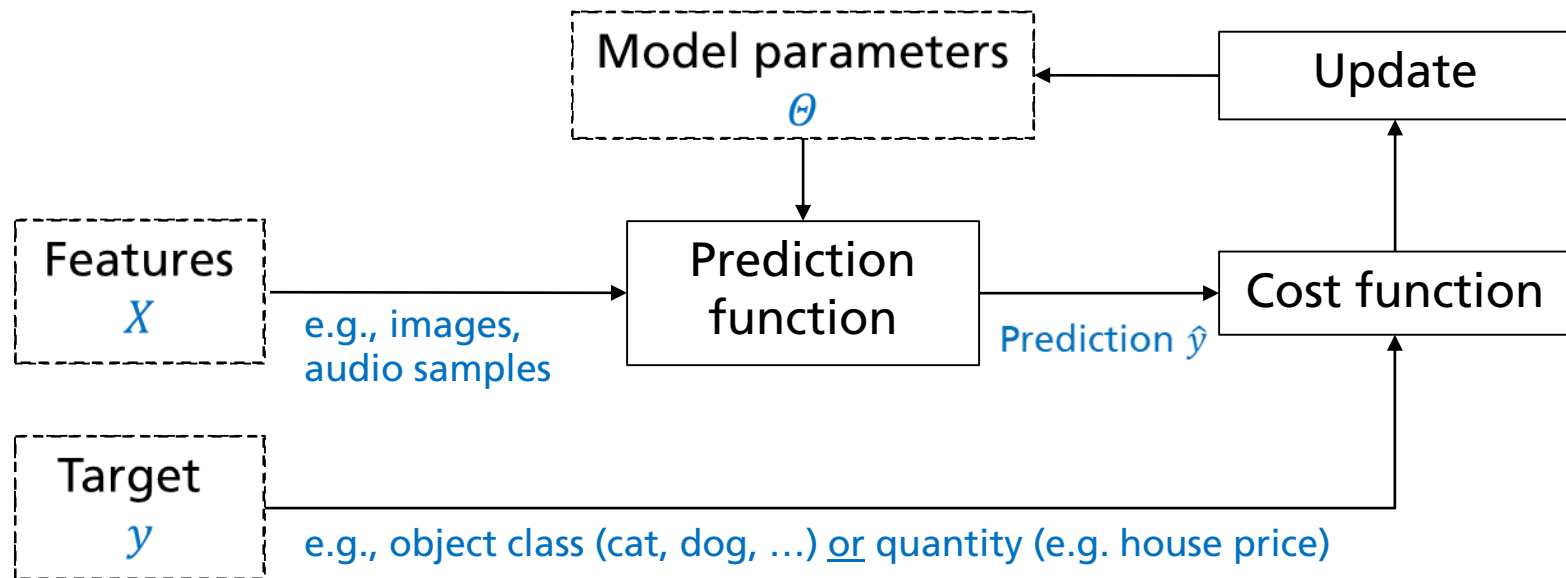 Model parameters
Θ
Update
Features
X
e.g., images,
audio samples
Prediction
function
Prediction ŷ
Cost function
Target
y
e.g., object class (cat, dog, …) or quantity (e.g. house price)